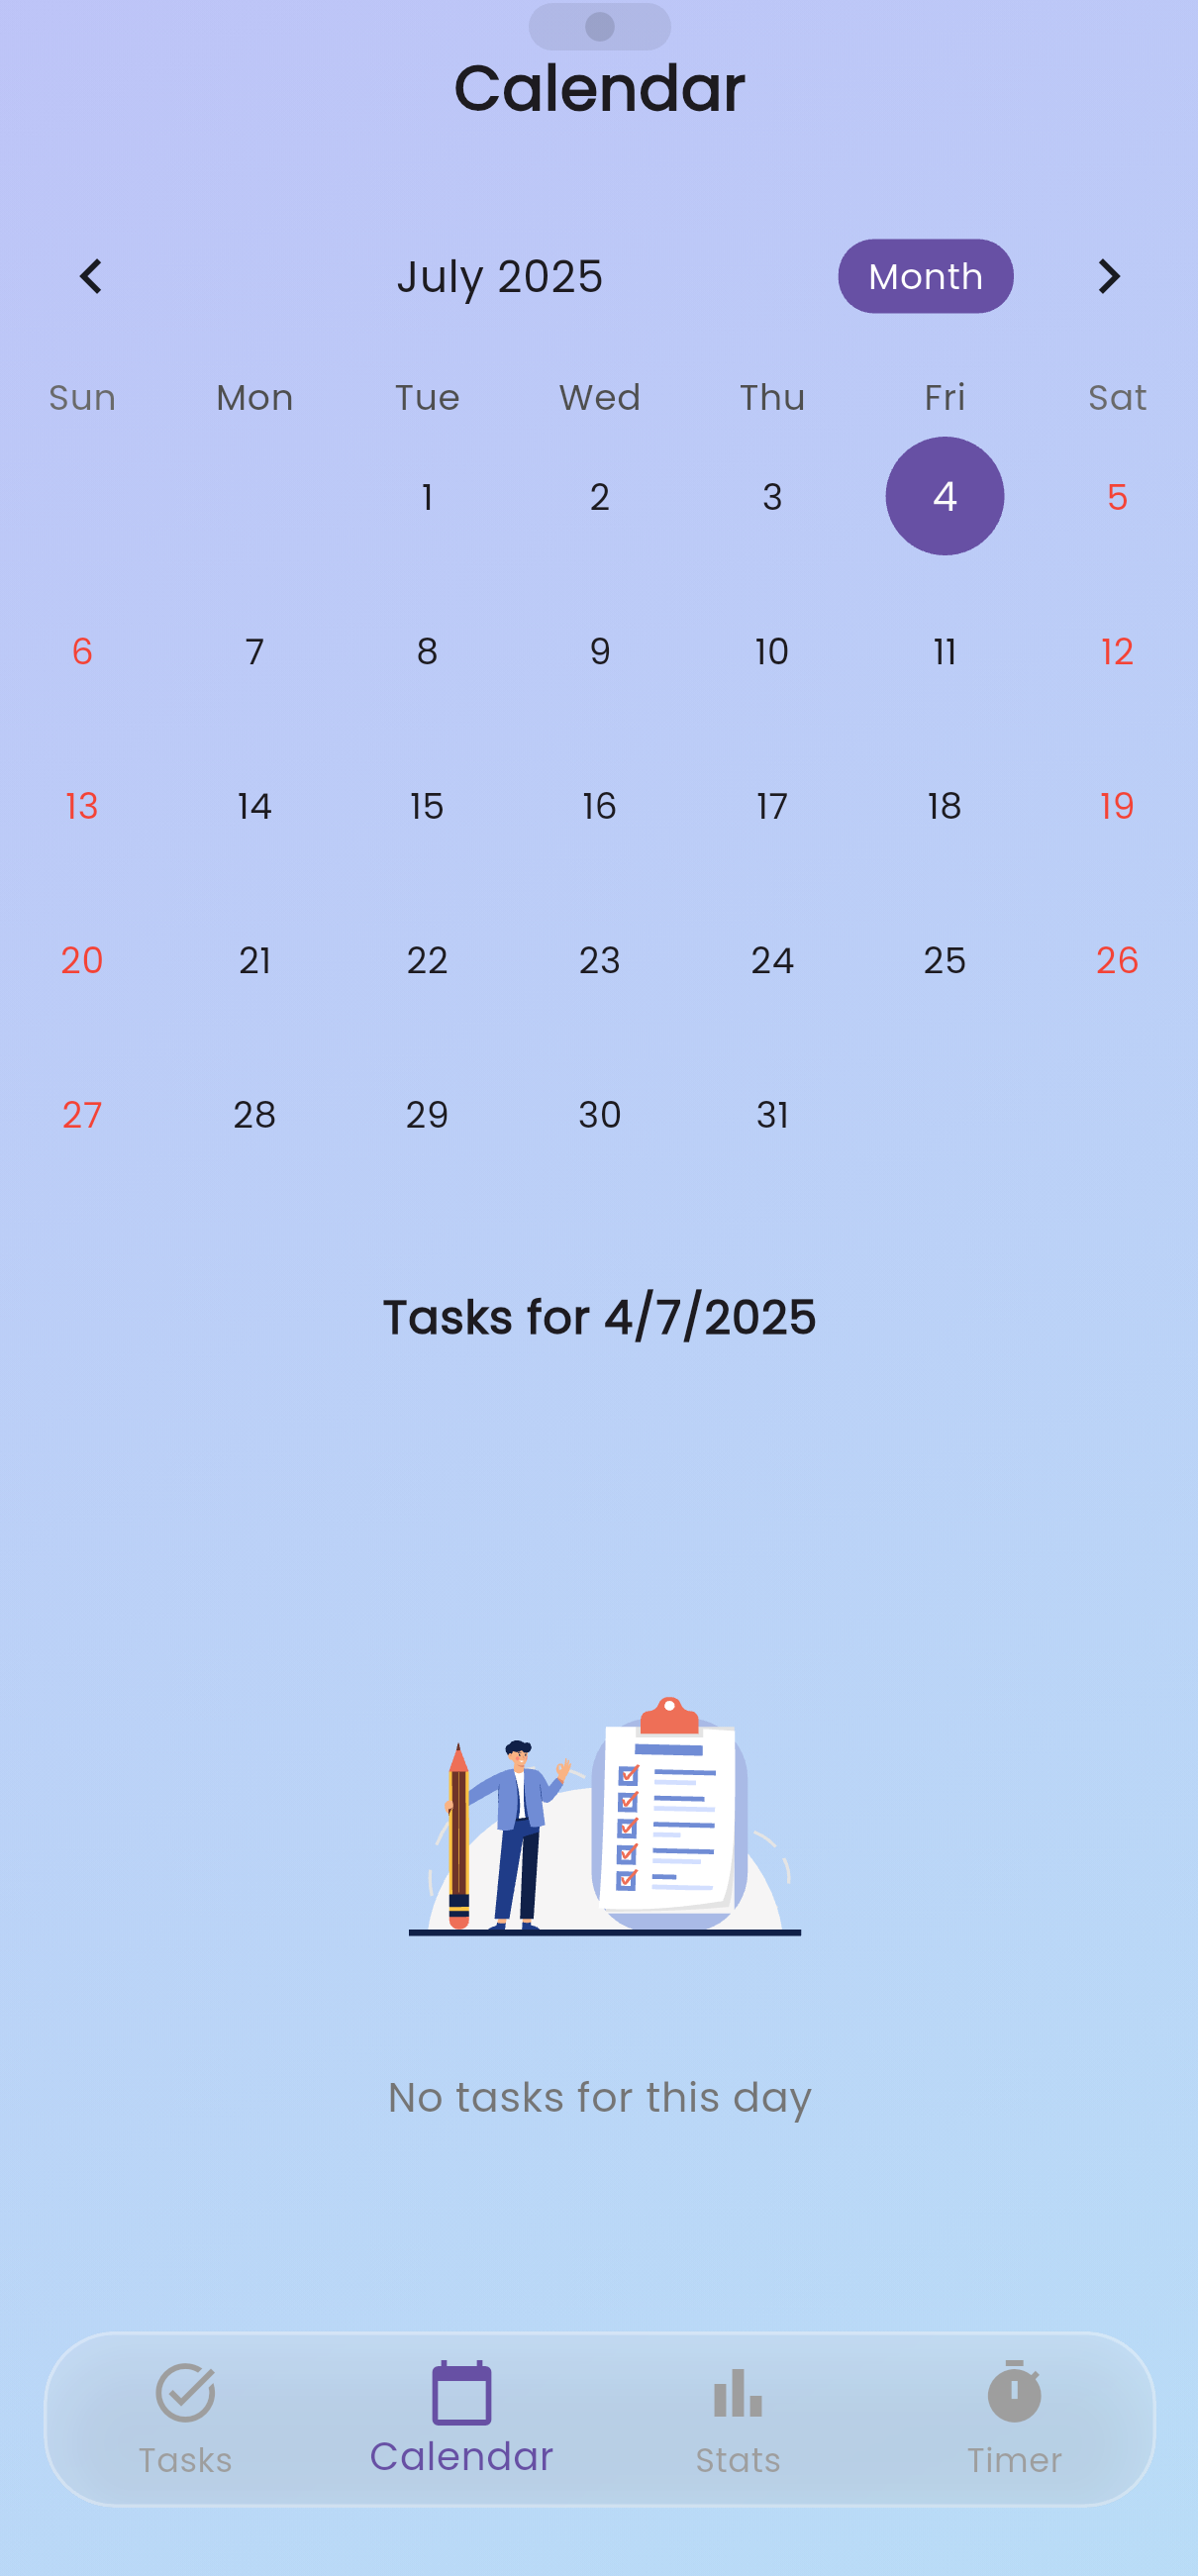 Calendar
July 2025 Month
Sun Mon Tue Wed Thu Fri Sat
1 2 3 4 5
6 7 8 9 10 11 12
13 14 15 16 17 18 19
20 21 22 23 24 25 26
27 28 29 30 31
Tasks for 4/7/2025
No tasks for this day
Tasks Calendar Stats Timer